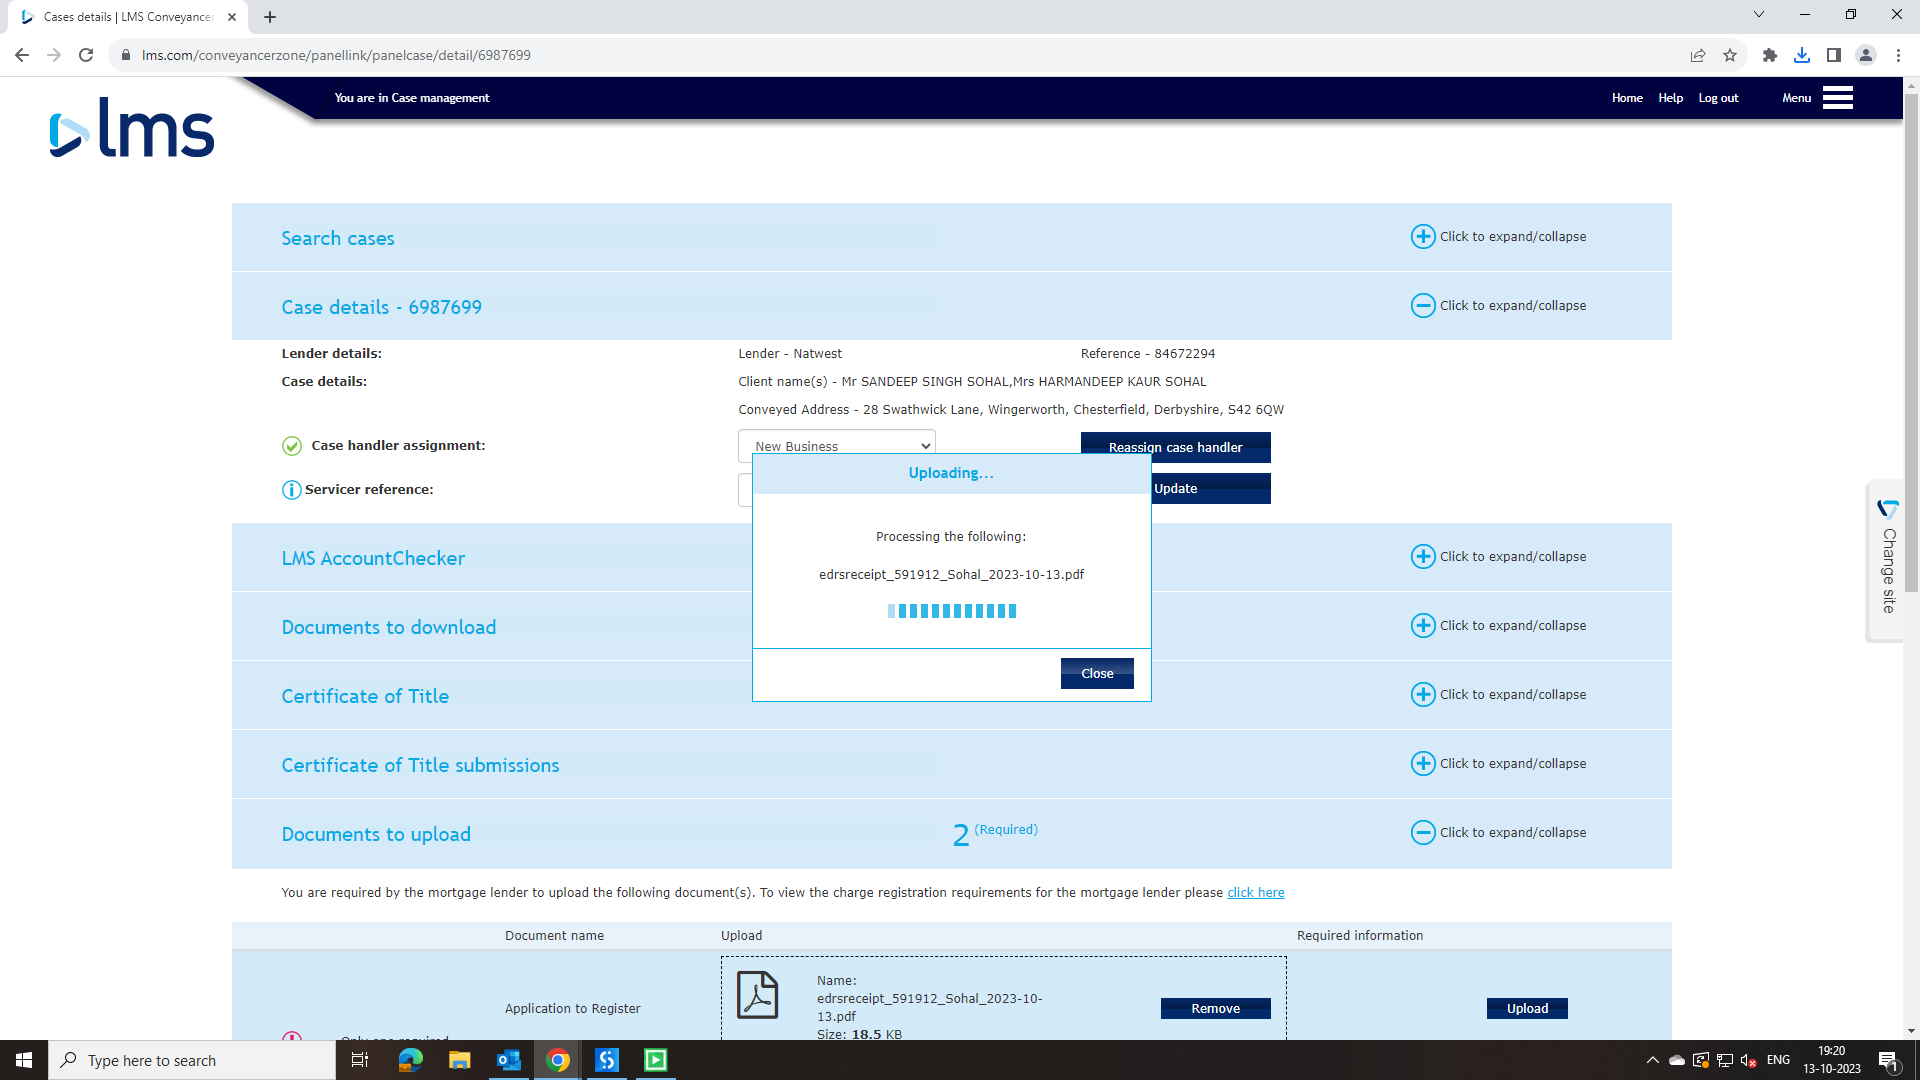 Cases details | LMS Conveyancer
lms.com/conveyancerzone/panellink/panelcase/detail/6987699
You are in Case management
Home
Help
Log out
Menu
lms
Search cases
Click to expand/collapse
Case details - 6987699
Click to expand/collapse
Lender details:
Lender - Natwest
Reference - 84672294
Case details:
Client name(s) - Mr SANDEEP SINGH SOHAL,Mrs HARMANDEEP KAUR SOHAL
Conveyed Address - 28 Swathwick Lane, Wingerworth, Chesterfield, Derbyshire, S42 6QW
Case handler assignment:
New Business
Reassign case handler
Servicer reference:
Update
Uploading...
Processing the following:
edrsreceipt_591912_Sohal_2023-10-13.pdf
Close
LMS AccountChecker
Click to expand/collapse
Documents to download
Click to expand/collapse
Certificate of Title
Click to expand/collapse
Certificate of Title submissions
Click to expand/collapse
Documents to upload
2 (Required)
Click to expand/collapse
Change site
You are required by the mortgage lender to upload the following document(s). To view the charge registration requirements for the mortgage lender please click here
Document name
Upload
Required information
Application to Register
Name:
edrsreceipt_591912_Sohal_2023-10-
13.pdf
Size: 18.5 KB
Remove
Upload
Only one required
Type here to search
ENG
19:20
13-10-2023
1